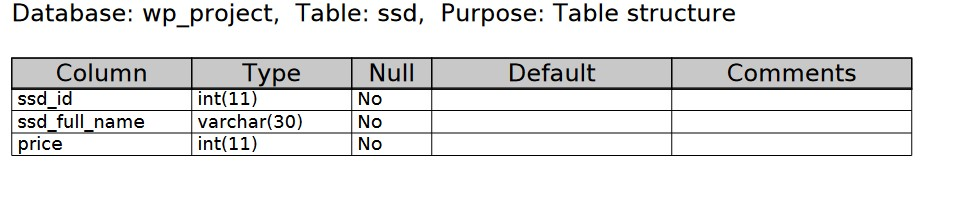 Database: wp_project, Table: ssd, Purpose: Table structure
Column Type Null Default Comments
ssd_id int(11) No
ssd_full_name varchar(30) No
price int(11) No